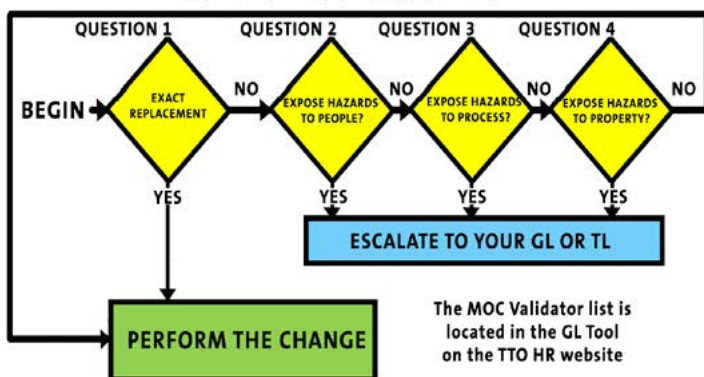 QUESTION 1
QUESTION 2
QUESTION 3
QUESTION 4
BEGIN
EXACT
REPLACEMENT
NO
EXPOSE HAZARDS
TO PEOPLE?
NO
EXPOSE HAZARDS
TO PROCESS?
NO
EXPOSE HAZARDS
TO PROPERTY?
NO
YES
YES
YES
YES
ESCALATE TO YOUR GL OR TL
PERFORM THE CHANGE
The MOC Validator list is
located in the GL Tool
on the TTO HR website